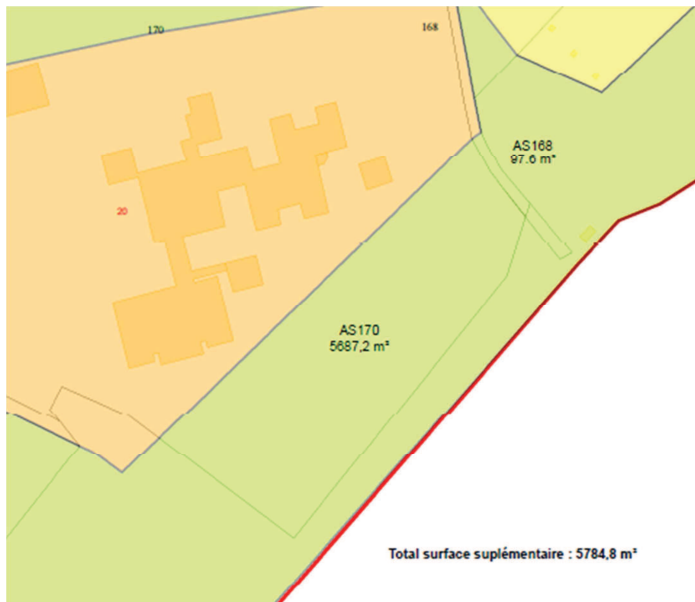 170
168
AS168
97.6 m²
20
AS170
5687,2 m²
Total surface suplémentaire : 5784,8 m²